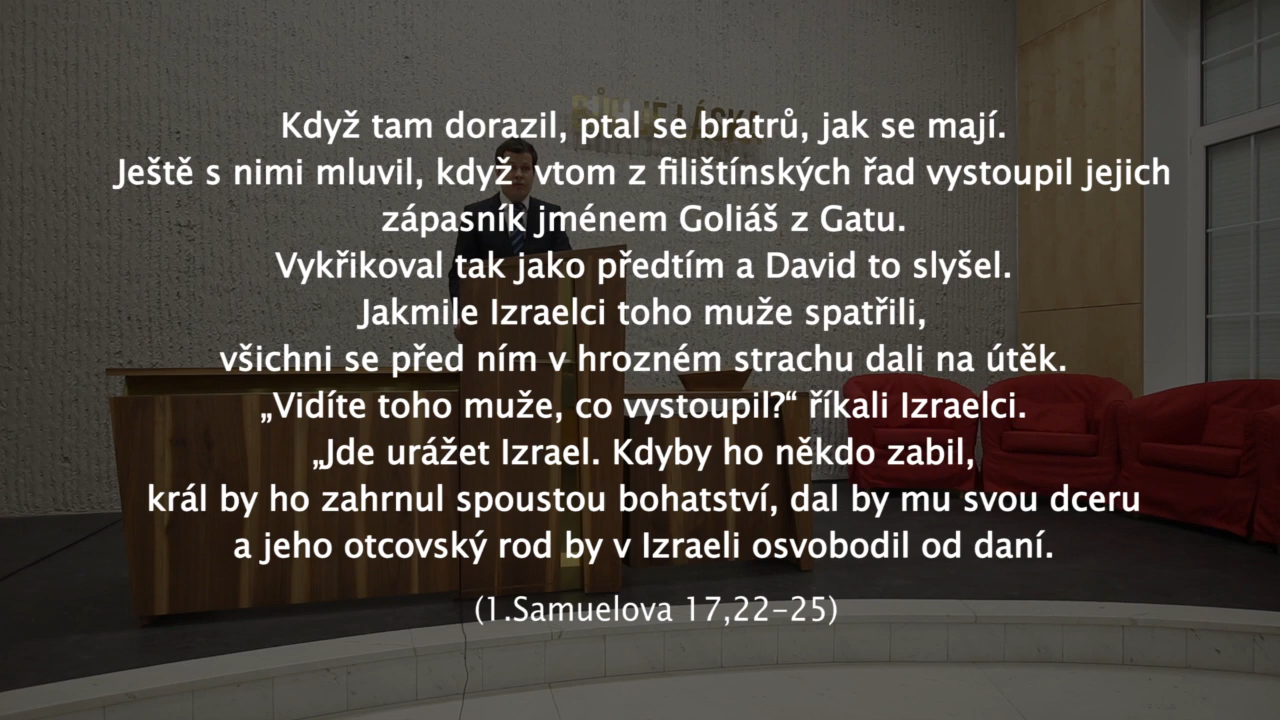 BŮH JE LÁSKA
Když tam dorazil, ptal se bratrů, jak se mají.
Ještě s nimi mluvil, když vtom z filištínských řad vystoupil jejich
zápasník jménem Goliáš z Gatu.
Vykřikoval tak jako předtím a David to slyšel.
Jakmile Izraelci toho muže spatřili,
všichni se před ním v hrozném strachu dali na útěk.
„Vidíte toho muže, co vystoupil?“ říkali Izraelci.
„Jde urážet Izrael. Kdyby ho někdo zabil,
král by ho zahrnul spoustou bohatství, dal by mu svou dceru
a jeho otcovský rod by v Izraeli osvobodil od daní.
(1.Samuelova 17,22-25)